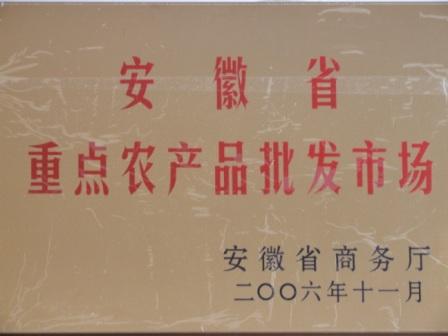 安徽省
重点农产品批发市场
安徽省商务厅
二〇〇六年十一月